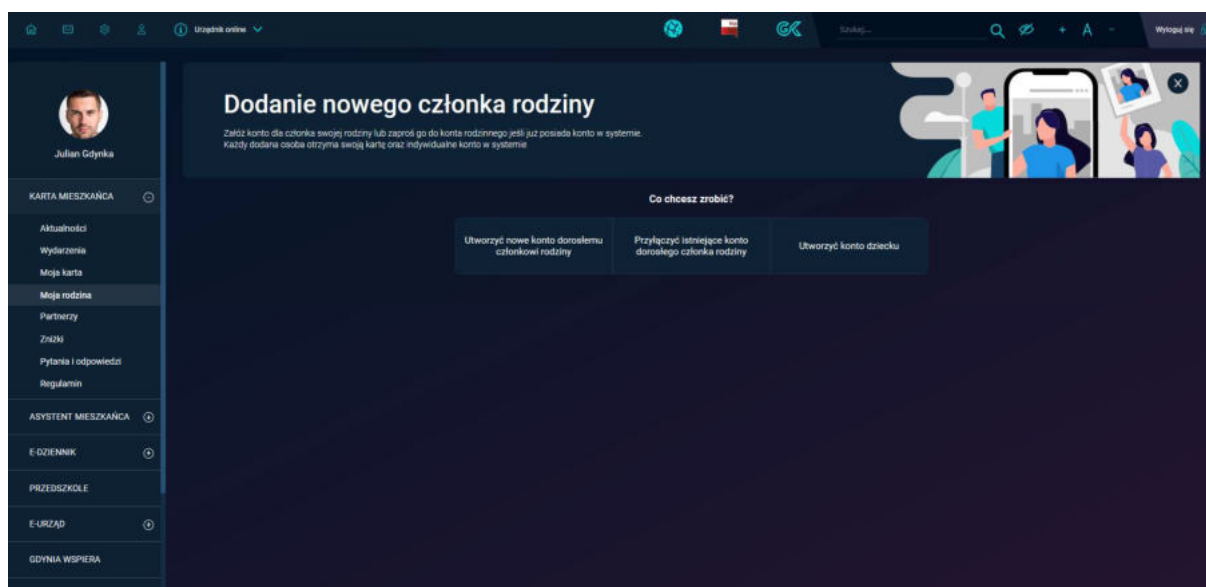 Urzędnik online
GK
Szukaj...
+ A -
Wyloguj się
Julian Gdynka
Dodanie nowego członka rodziny
Załóż konto dla członka swojej rodziny lub zaproś go do konta rodzinnego jeśli już posiada konto w systemie.
Każdy dodana osoba otrzyma swoją kartę oraz indywidualne konto w systemie
KARTA MIESZKAŃCA
Aktualności
Wydarzenia
Moja karta
Moja rodzina
Partnerzy
Zniżki
Pytania i odpowiedzi
Regulamin
ASYSTENT MIESZKAŃCA
E-DZIENNIK
PRZEDSZKOLE
E-URZĄD
GDYNIA WSPIERA
Co chcesz zrobić?
Utworzyć nowe konto dorosłemu
członkowi rodziny
Przyłączyć istniejące konto
dorosłego członka rodziny
Utworzyć konto dziecku